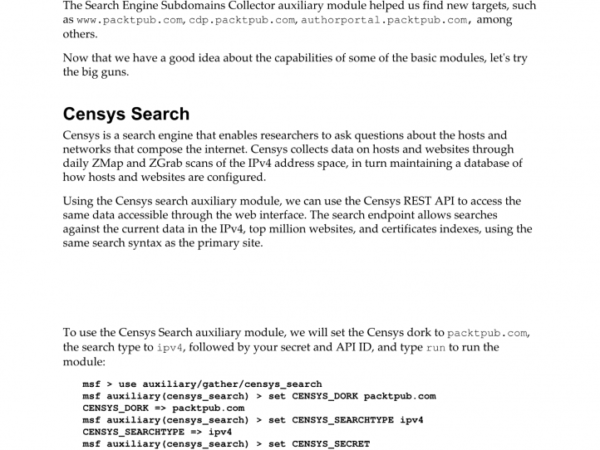 The Search Engine Subdomains Collector auxiliary module helped us find new targets, such
as www.packtpub.com, cdp.packtpub.com, authorportal.packtpub.com, among
others.
Now that we have a good idea about the capabilities of some of the basic modules, let's try
the big guns.
Censys Search
Censys is a search engine that enables researchers to ask questions about the hosts and
networks that compose the internet. Censys collects data on hosts and websites through
daily ZMap and ZGrab scans of the IPv4 address space, in turn maintaining a database of
how hosts and websites are configured.
Using the Censys search auxiliary module, we can use the Censys REST API to access the
same data accessible through the web interface. The search endpoint allows searches
against the current data in the IPv4, top million websites, and certificates indexes, using the
same search syntax as the primary site.
To use the Censys Search auxiliary module, we will set the Censys dork to packtpub.com,
the search type to ipv4, followed by your secret and API ID, and type run to run the
module:
msf > use auxiliary/gather/censys_search
msf auxiliary(censys_search) > set CENSYS_DORK packtpub.com
CENSYS_DORK => packtpub.com
msf auxiliary(censys_search) > set CENSYS_SEARCHTYPE ipv4
CENSYS_SEARCHTYPE => ipv4
msf auxiliary(censys_search) > set CENSYS_SECRET